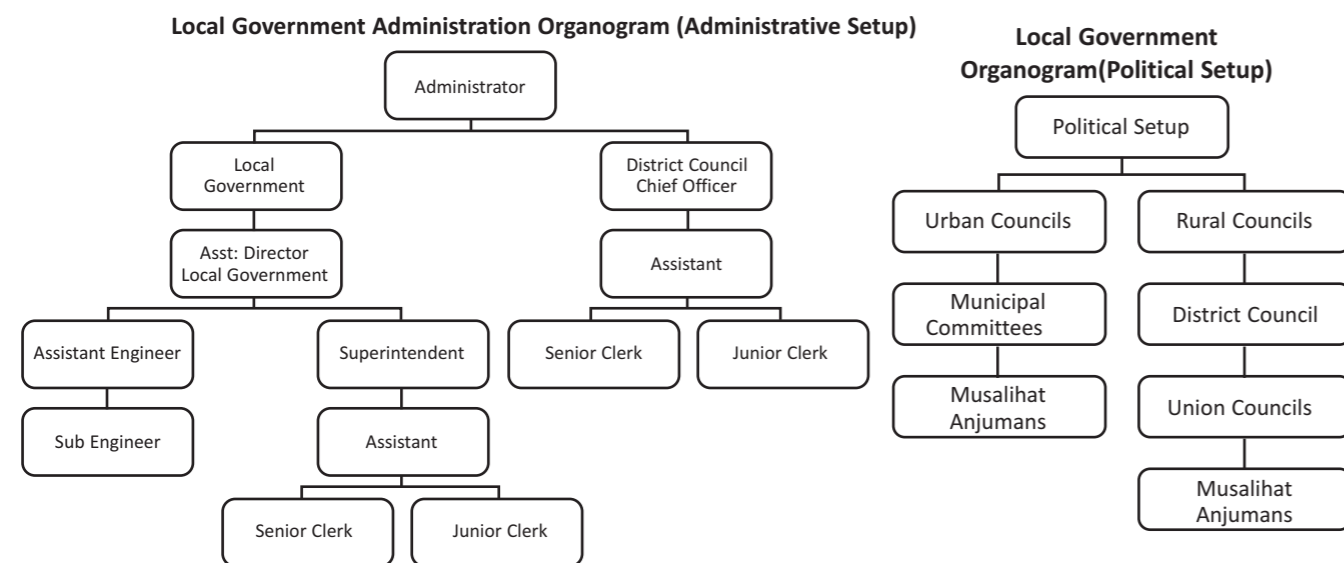 Local Government Administration Organogram (Administrative Setup)
Administrator
Local
Government
District Council
Chief Officer
Asst: Director
Local Government
Assistant
Assistant Engineer
Superintendent
Senior Clerk
Junior Clerk
Sub Engineer
Assistant
Senior Clerk
Junior Clerk
Local Government
Organogram(Political Setup)
Political Setup
Urban Councils
Rural Councils
Municipal
Committees
District Council
Musalihat
Anjumans
Union Councils
Musalihat
Anjumans